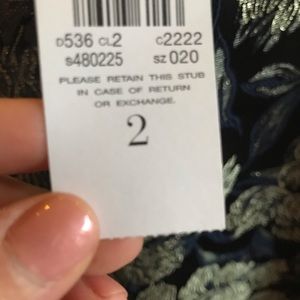 D536 CL2 C2222
S480225 SZ 020
PLEASE RETAIN THIS STUB
IN CASE OF RETURN
OR EXCHANGE.
2